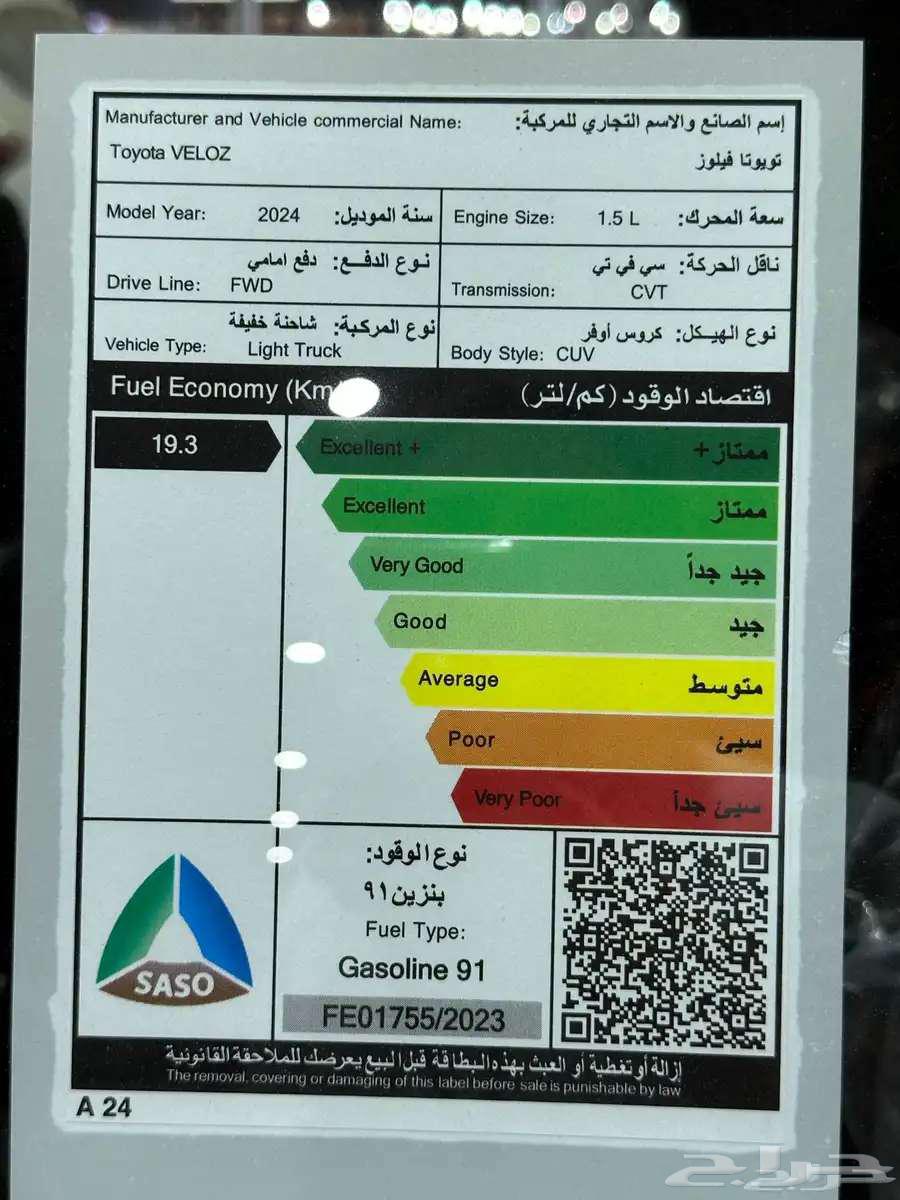 Manufacturer and Vehicle commercial Name: إسم الصانع والاسم التجاري للمركبة:
Toyota VELOZ تويوتا فيلوز
Model Year: 2024 سنة الموديل:
Engine Size: 1.5 L سعة المحرك:
نوع الدفع: دفع امامي
Drive Line: FWD
ناقل الحركة: سي في تي
Transmission: CVT
نوع المركبة: شاحنة خفيفة
Vehicle Type: Light Truck
نوع الهيكل: كروس أوفر
Body Style: CUV
Fuel Economy (Km اقتصاد الوقود (كم/لتر)
19.3
Excellent + ممتاز+
Excellent ممتاز
Very Good جيد جداً
Good جيد
Average متوسط
Poor سيئ
Very Poor سيئ جداً
SASO
نوع الوقود:
بنزين ٩١
Fuel Type:
Gasoline 91
FE01755/2023
إزالة أو تغطية أو العبث بهذه البطاقة قبل البيع يعرضك للملاحقة القانونية
The removal, covering or damaging of this label before sale is punishable by law
A 24
حراج